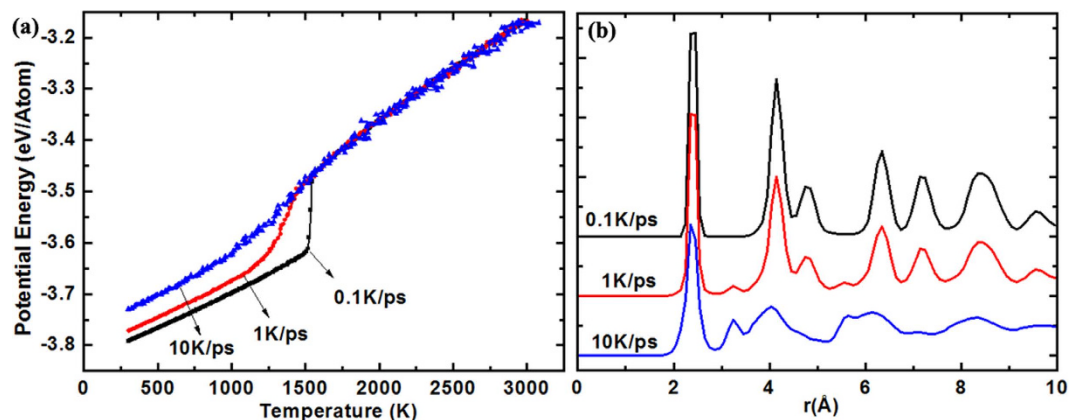 (a)
Potential Energy (eV/Atom)
-3.2
-3.3
-3.4
-3.5
-3.6
-3.7
-3.8
0.1K/ps
1K/ps
10K/ps
0 500 1000 1500 2000 2500 3000
Temperature (K)
(b)
0.1K/ps
1K/ps
10K/ps
0 2 4 6 8 10
r(Å)